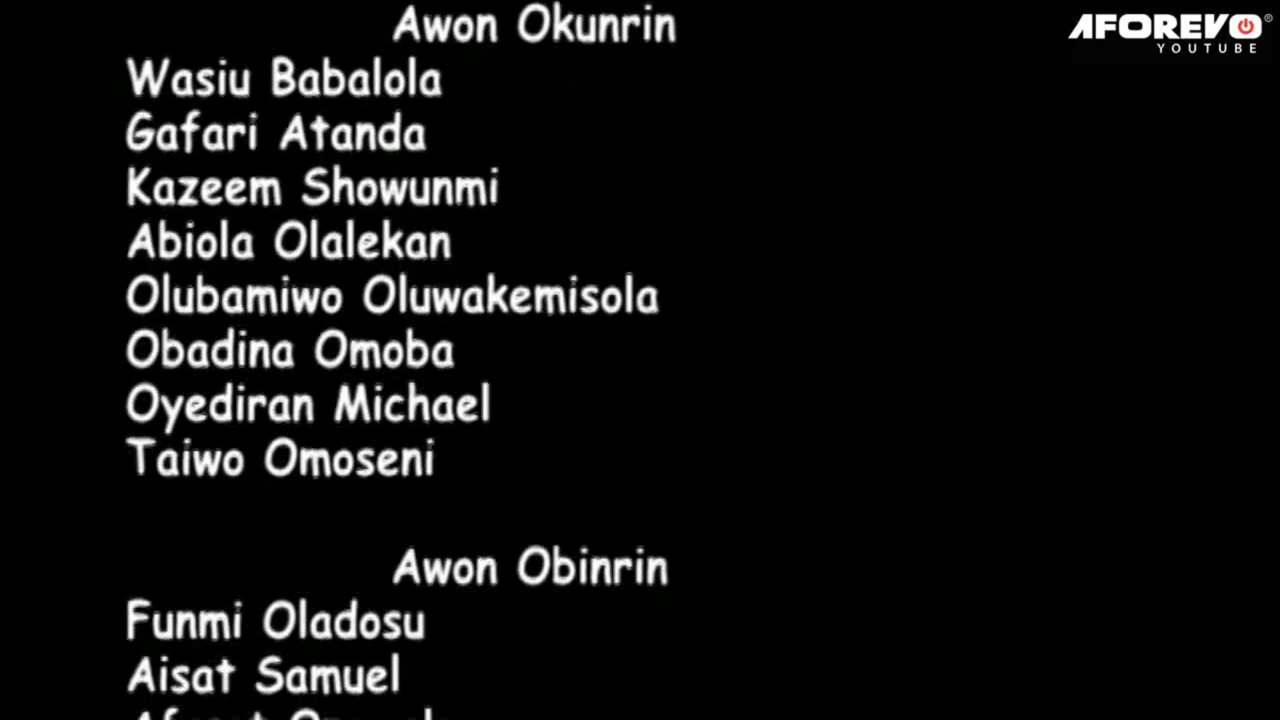 Awon Okunrin
AFOREVO
YOUTUBE
Wasiu Babalola
Gafari Atanda
Kazeem Showunmi
Abiola Olalekan
Olubamiwo Oluwakemisola
Obadina Omoba
Oyediran Michael
Taiwo Omoseni
Awon Obinrin
Funmi Oladosu
Aisat Samuel